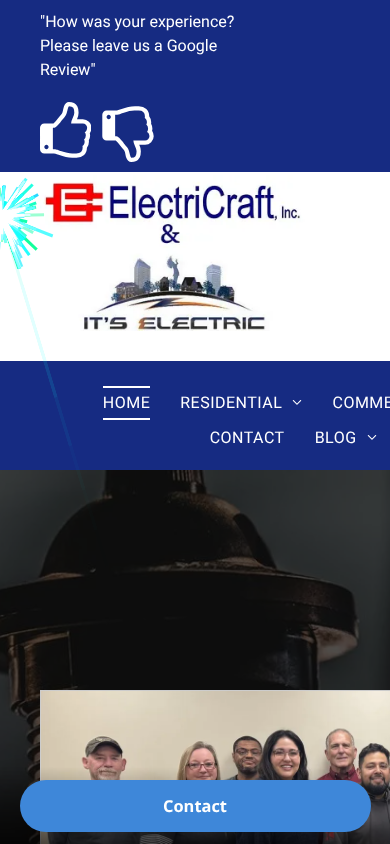 "How was your experience?
Please leave us a Google
Review"
ElectriCraft, Inc.
&
IT'S ELECTRIC
HOME RESIDENTIAL COMME
CONTACT BLOG
Contact